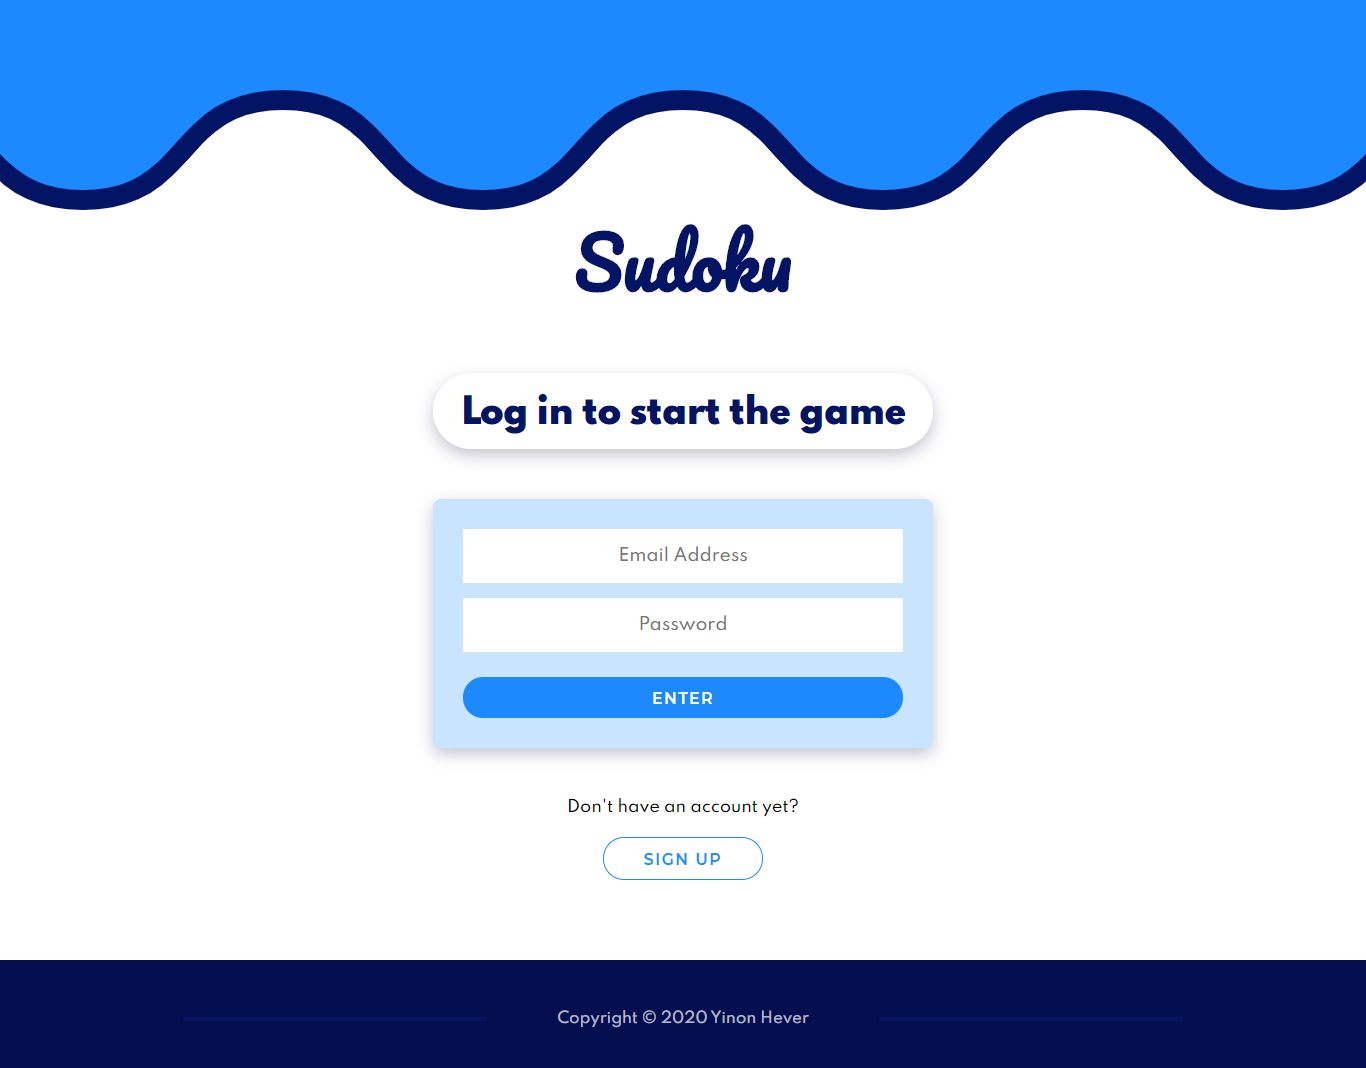 Sudoku
Log in to start the game
Email Address
Password
ENTER
Don't have an account yet?
SIGN UP
Copyright © 2020 Yinon Hever